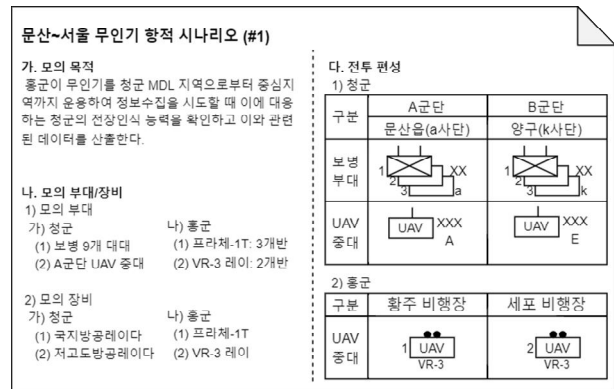 문산~서울 무인기 항적 시나리오 (#1)
가. 모의 목적
홍군이 무인기를 청군 MDL 지역으로부터 중심지
역까지 운용하여 정보수집을 시도할 때 이에 대응
하는 청군의 전장인식 능력을 확인하고 이와 관련
된 데이터를 산출한다.
나. 모의 부대/장비
1) 모의 부대
가) 청군
(1) 보병 9개 대대
(2) A군단 UAV 중대
나) 홍군
(1) 프라체-1T: 3개반
(2) VR-3 레이: 2개반
2) 모의 장비
가) 청군
(1) 국지방공레이다
(2) 저고도방공레이다
나) 홍군
(1) 프라체-1T
(2) VR-3 레이
다. 전투 편성
1) 청군
구분 A군단 B군단
문산읍(a사단) 양구(k사단)
보병
부대
1 XX
2
3 a
1 XX
2
3 k
UAV
중대
UAV XXX
A
UAV XXX
E
2) 홍군
구분 황주 비행장 세포 비행장
UAV
중대
1 UAV
VR-3
2 UAV
VR-3